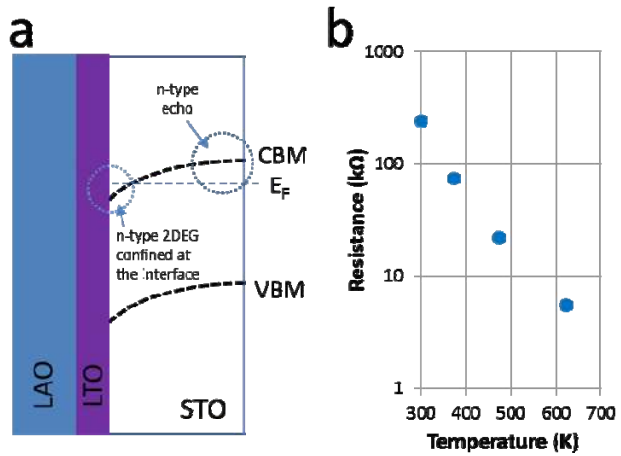 a
n-type
echo
CBM
E_F
n-type 2DEG
confined at
the interface
VBM
LAO
LTO
STO
b
Resistance (kΩ)
1000
100
10
1
300 400 500 600 700
Temperature (K)